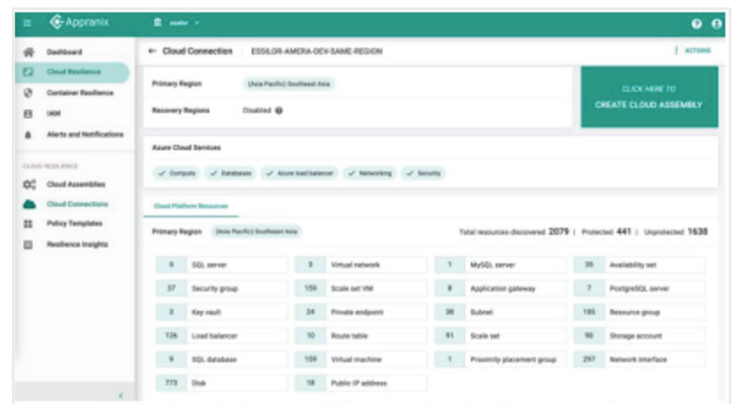 Appranix
essilor
Dashboard
Cloud Resilience
Container Resilience
IAM
Alerts and Notifications
CLOUD RESILIENCE
Cloud Assemblies
Cloud Connections
Policy Templates
Resilience Insights
← Cloud Connection ESSILOR-AMERA-DEV-SAME-REGION ACTIONS
Primary Region (Asia Pacific) Southeast Asia
Recovery Regions Disabled
CLICK HERE TO
CREATE CLOUD ASSEMBLY
Azure Cloud Services
Compute Databases Azure load balancer Networking Security
Cloud Platform Resources
Primary Region (Asia Pacific) Southeast Asia Total resources discovered 2079 | Protected 441 | Unprotected 1638
5 SQL server 3 Virtual network 1 MySQL server 35 Availability set
37 Security group 159 Scale set VM 8 Application gateway 7 PostgreSQL server
3 Key vault 24 Private endpoint 38 Subnet 185 Resource group
126 Load balancer 10 Route table 91 Scale set 90 Storage account
9 SQL database 159 Virtual machine 1 Proximity placement group 297 Network interface
773 Disk 18 Public IP address